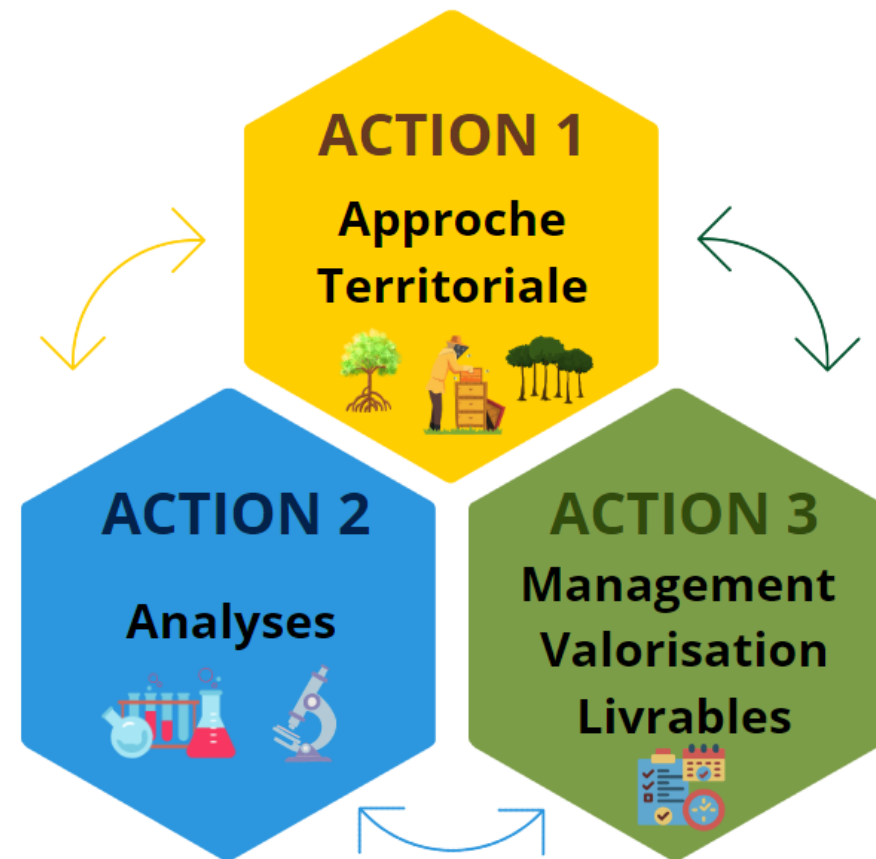 ACTION 1
Approche
Territoriale
ACTION 2
Analyses
ACTION 3
Management
Valorisation
Livrables